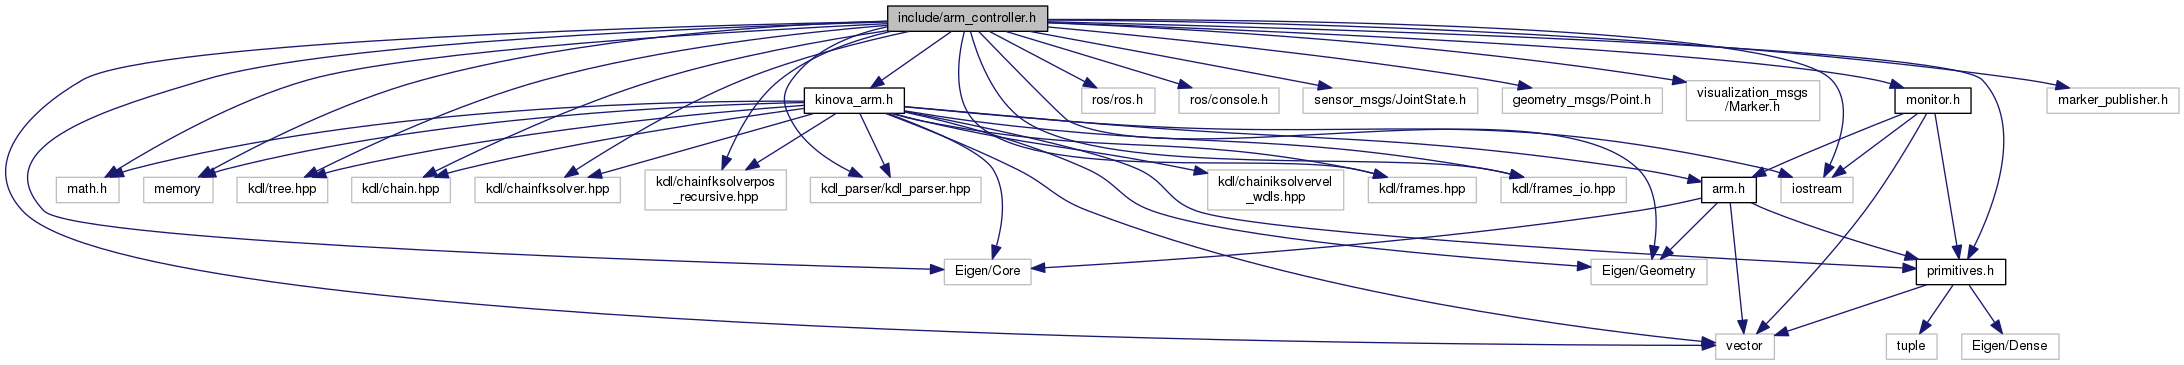 include/arm_controller.h
kinova_arm.h
ros/ros.h
ros/console.h
sensor_msgs/JointState.h
geometry_msgs/Point.h
visualization_msgs
/Marker.h
monitor.h
marker_publisher.h
math.h
memory
kdl/tree.hpp
kdl/chain.hpp
kdl/chainfksolver.hpp
kdl/chainfksolverpos
_recursive.hpp
kdl_parser/kdl_parser.hpp
kdl/chainiksolvervel
_wdls.hpp
kdl/frames.hpp
kdl/frames_io.hpp
arm.h
iostream
Eigen/Core
Eigen/Geometry
primitives.h
vector
tuple
Eigen/Dense